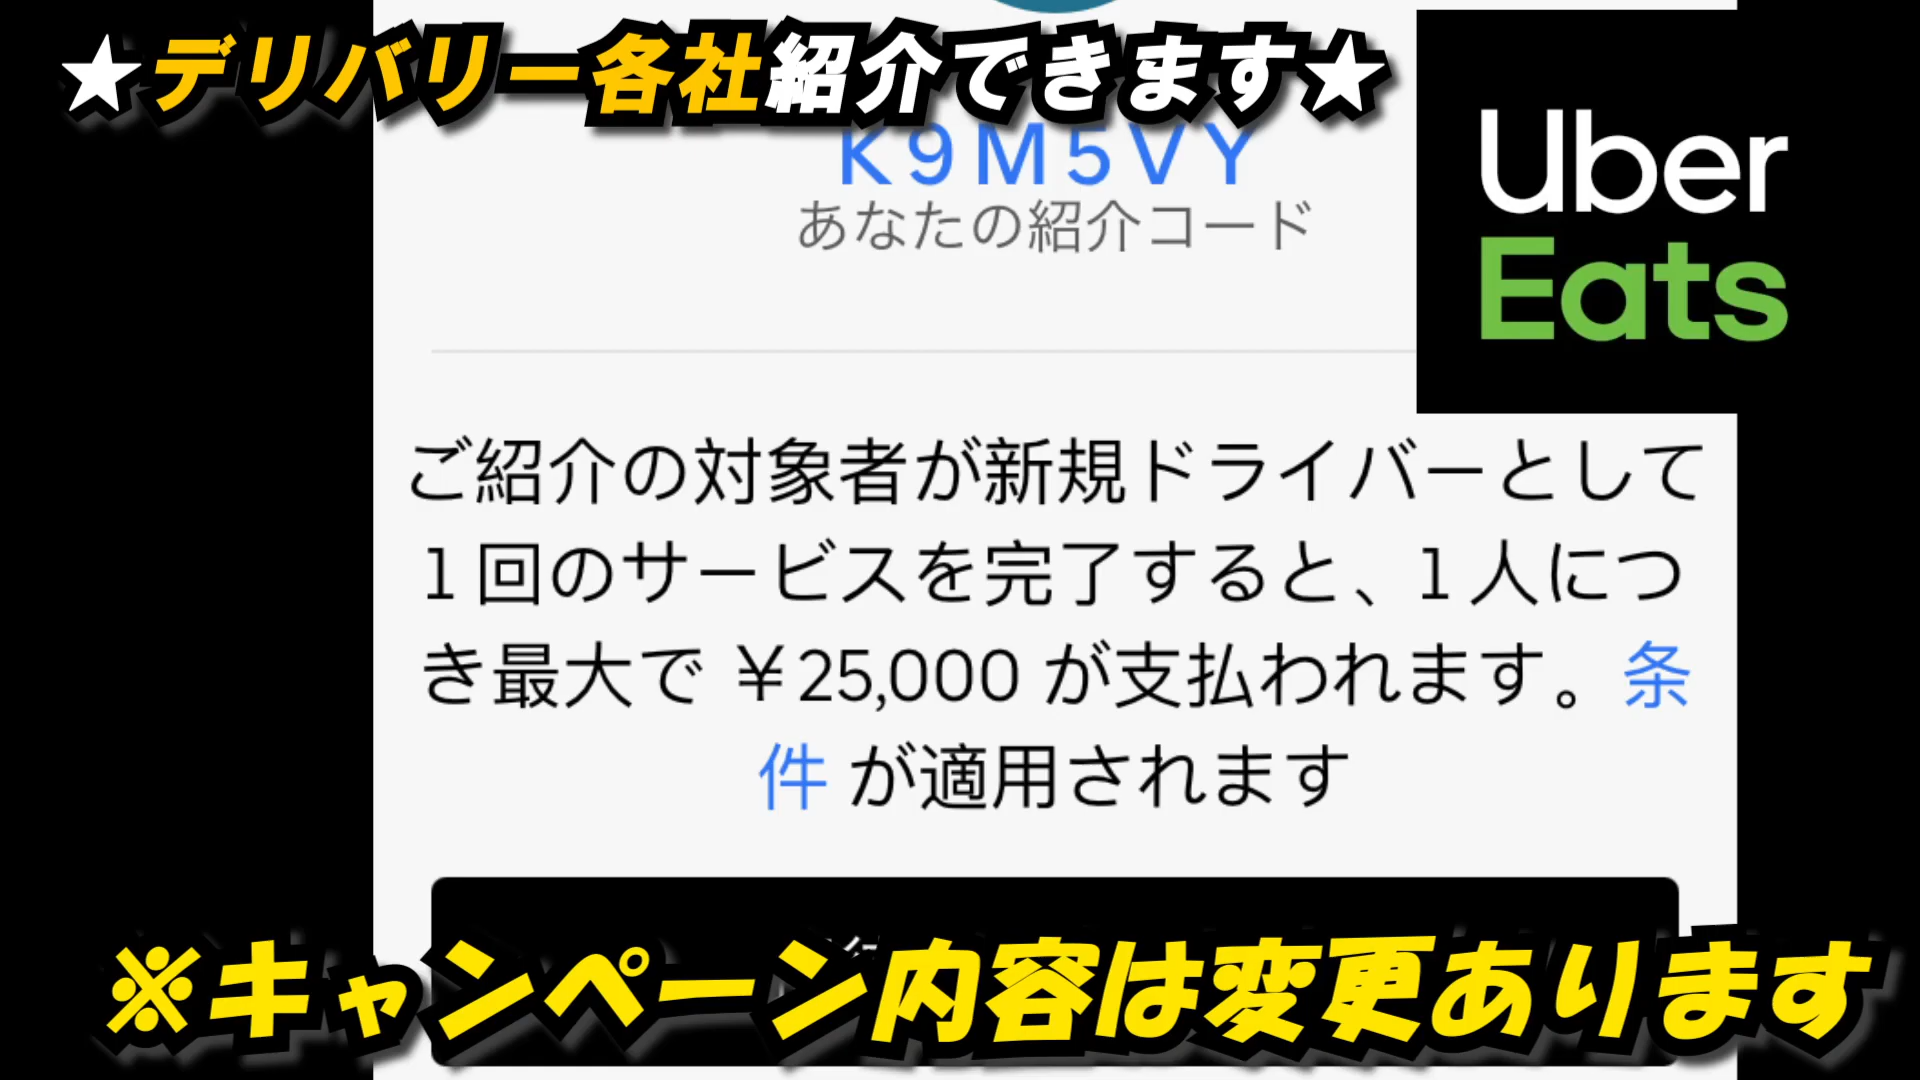 ★デリバリー各社紹介できます★
K9M5VY
あなたの紹介コード
Uber
Eats
ご紹介の対象者が新規ドライバーとして
1 回のサービスを完了すると、1 人につ
き最大で ￥25,000 が支払われます。条
件 が適用されます
※キャンペーン内容は変更あります